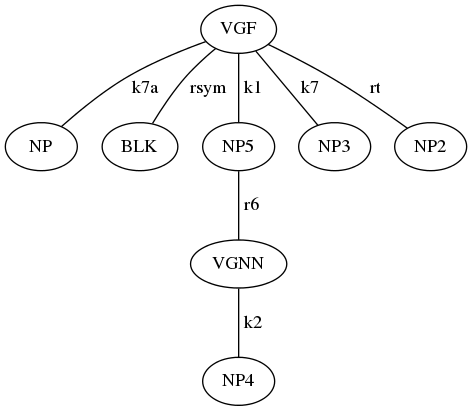 VGF
k7a rsym k1 k7 rt
NP BLK NP5 NP3 NP2
r6
VGNN
k2
NP4